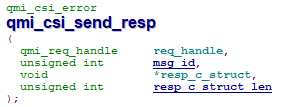 qmi_csi_error
qmi_csi_send_resp
(
qmi_req_handle req_handle,
unsigned int msg_id,
void *resp_c_struct,
unsigned int resp_c_struct_len
);